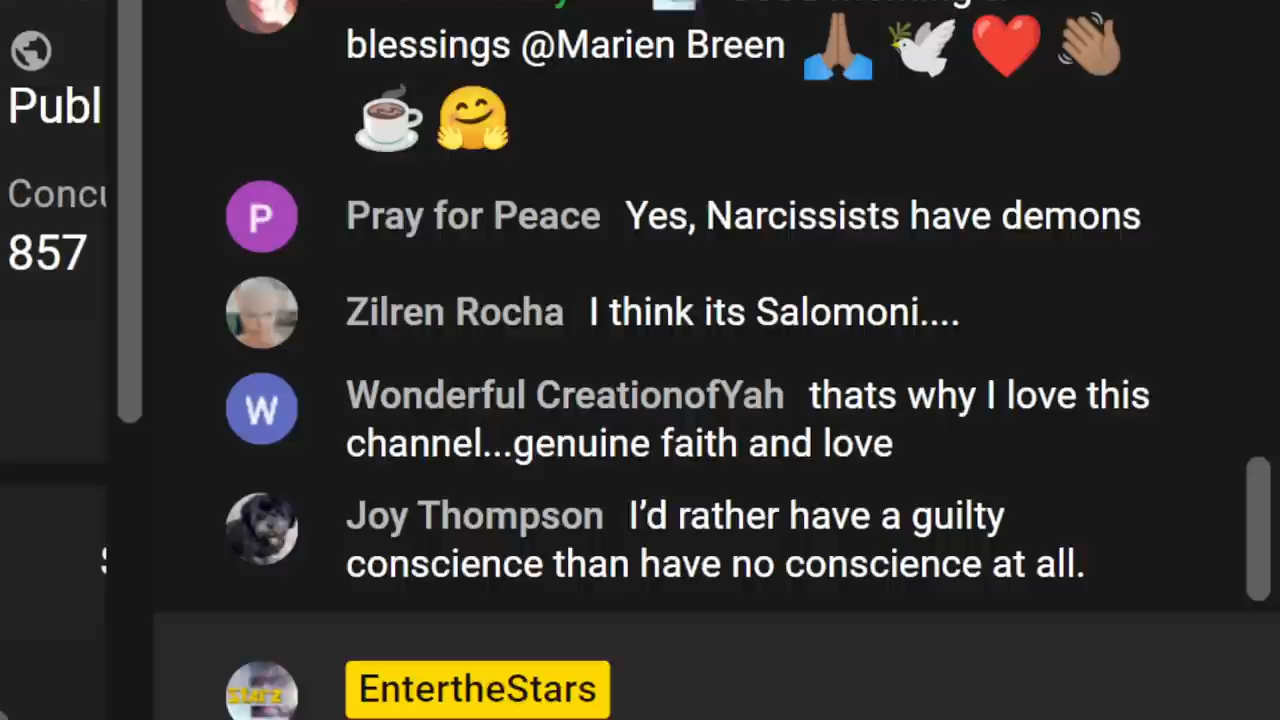 blessings @Marien Breen
Publ
Concu
857
P Pray for Peace Yes, Narcissists have demons
Zilren Rocha I think its Salomoni....
W Wonderful CreationofYah thats why I love this
channel...genuine faith and love
Joy Thompson I’d rather have a guilty
conscience than have no conscience at all.
starz EntertheStars